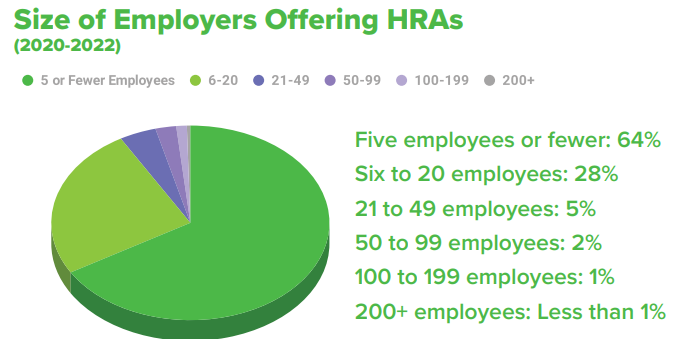 Size of Employers Offering HRAs
(2020-2022)
5 or Fewer Employees 6-20 21-49 50-99 100-199 200+
Five employees or fewer: 64%
Six to 20 employees: 28%
21 to 49 employees: 5%
50 to 99 employees: 2%
100 to 199 employees: 1%
200+ employees: Less than 1%